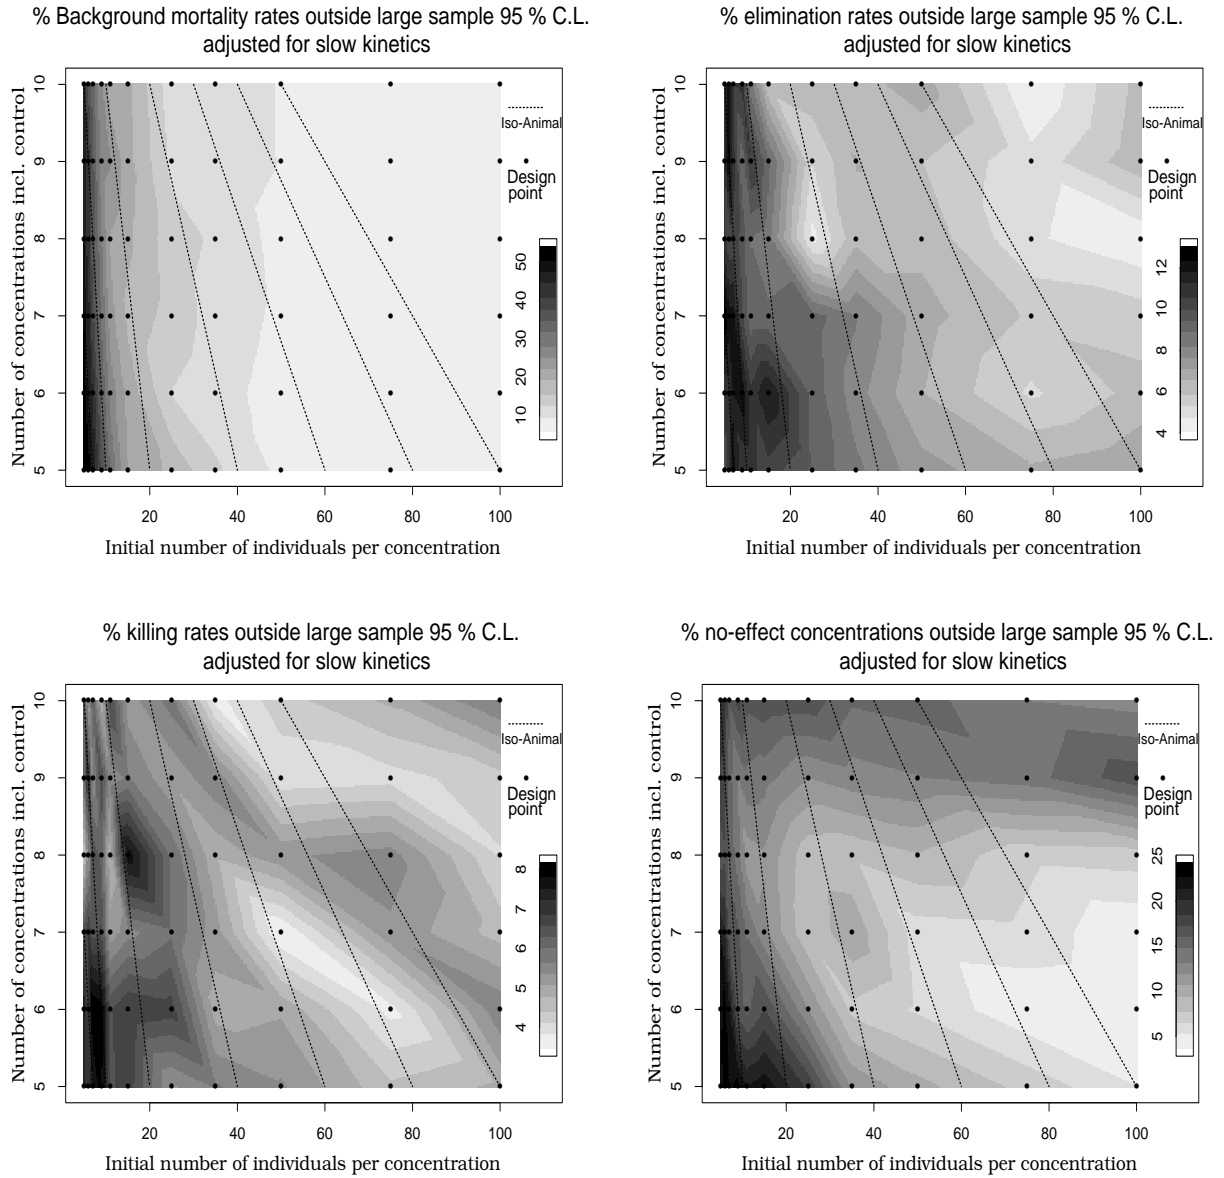 % Background mortality rates outside large sample 95 % C.L.
adjusted for slow kinetics
Number of concentrations incl. control
5 6 7 8 9 10
Iso-Animal
Design
point
10 20 30 40 50
20 40 60 80 100
Initial number of individuals per concentration
% elimination rates outside large sample 95 % C.L.
adjusted for slow kinetics
Number of concentrations incl. control
5 6 7 8 9 10
Iso-Animal
Design
point
4 6 8 10 12
20 40 60 80 100
Initial number of individuals per concentration
% killing rates outside large sample 95 % C.L.
adjusted for slow kinetics
Number of concentrations incl. control
5 6 7 8 9 10
Iso-Animal
Design
point
4 5 6 7 8
20 40 60 80 100
Initial number of individuals per concentration
% no-effect concentrations outside large sample 95 % C.L.
adjusted for slow kinetics
Number of concentrations incl. control
5 6 7 8 9 10
Iso-Animal
Design
point
5 10 15 20 25
20 40 60 80 100
Initial number of individuals per concentration